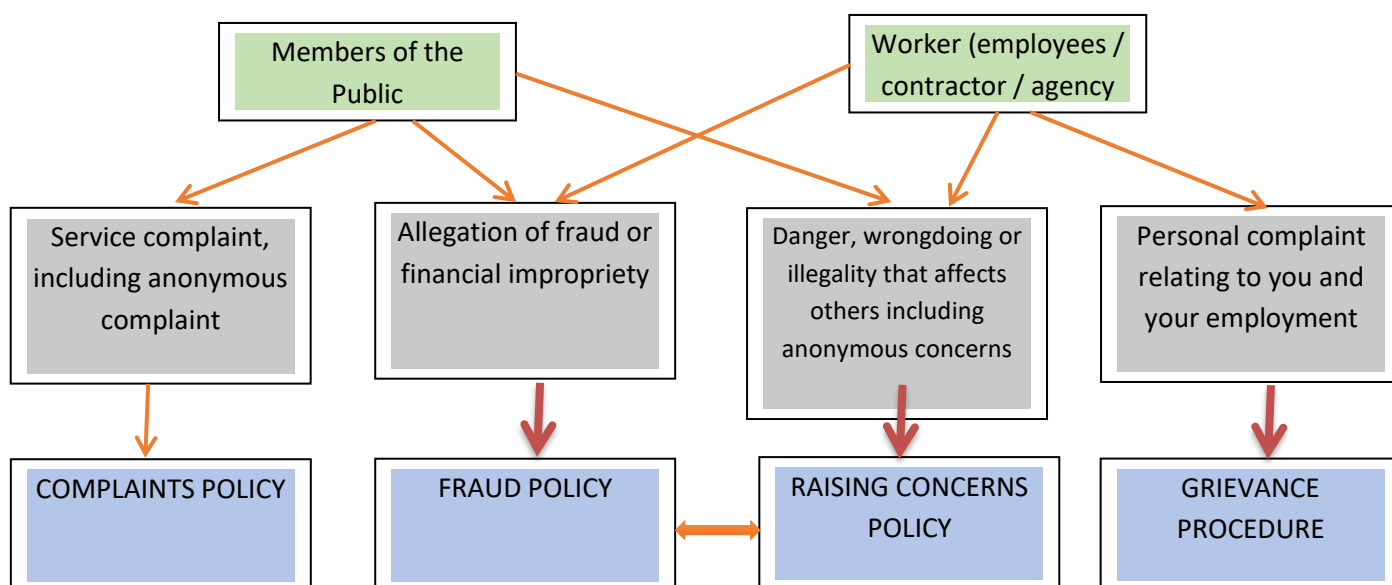 Members of the
Public
Worker (employees /
contractor / agency
Service complaint,
including anonymous
complaint
Allegation of fraud or
financial impropriety
Danger, wrongdoing or
illegality that affects
others including
anonymous concerns
Personal complaint
relating to you and
your employment
COMPLAINTS POLICY
FRAUD POLICY
RAISING CONCERNS
POLICY
GRIEVANCE
PROCEDURE